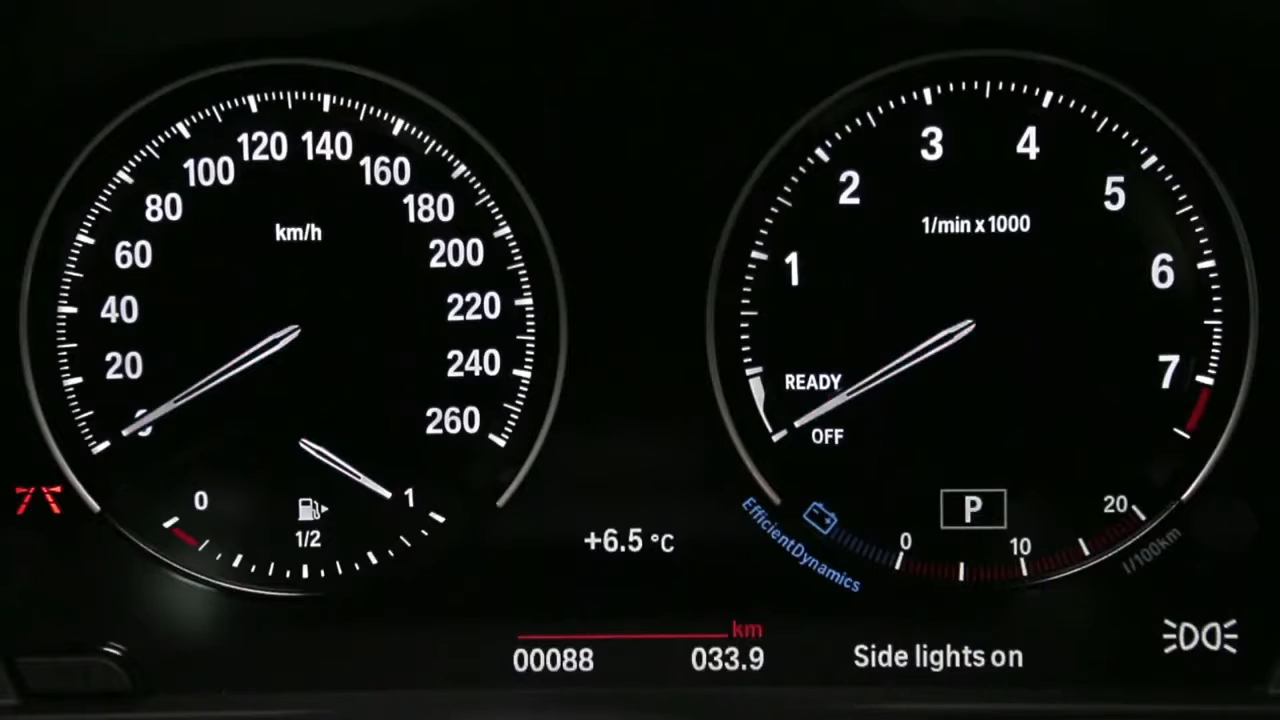 0
20
40
60
80
100
120
140
160
180
200
220
240
260
km/h
0
1/2
1
+6.5 °C
km
00088
033.9
1
2
3
4
5
6
7
1/min x 1000
READY
OFF
P
EfficientDynamics
0
10
20
l/100km
Side lights on